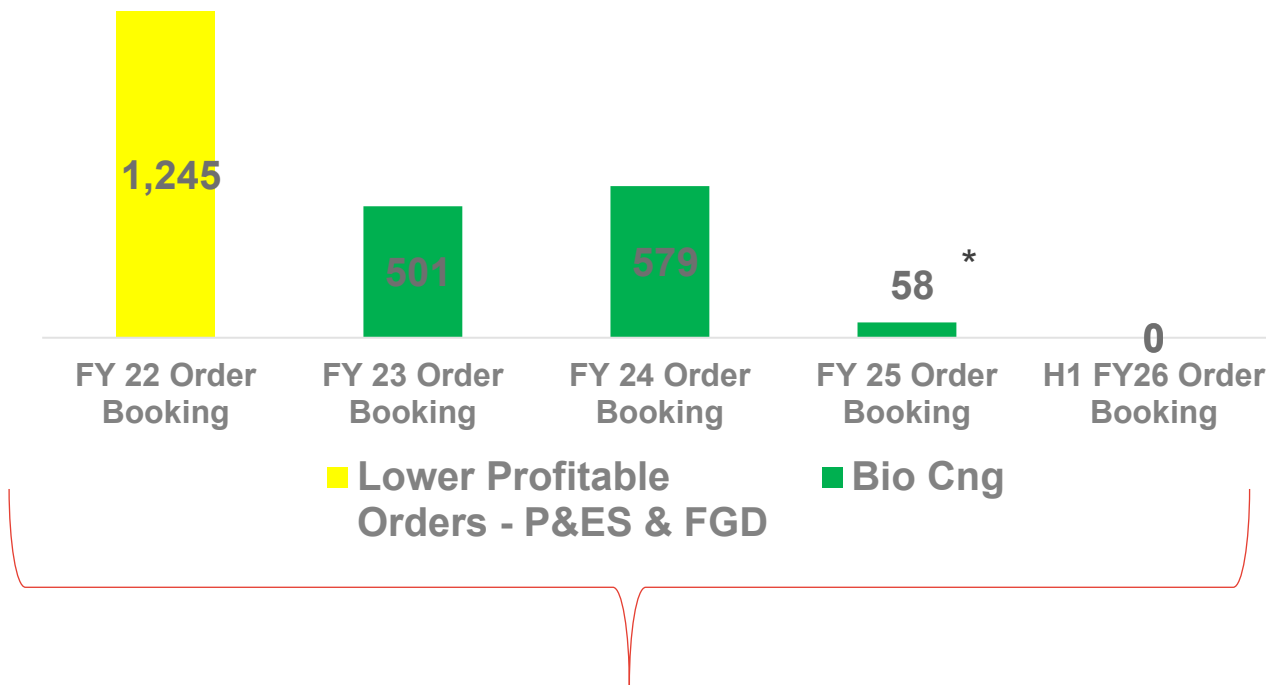 1,245
501
579
58 *
0
FY 22 Order
Booking
FY 23 Order
Booking
FY 24 Order
Booking
FY 25 Order
Booking
H1 FY26 Order
Booking
Lower Profitable
Orders - P&ES & FGD
Bio Cng